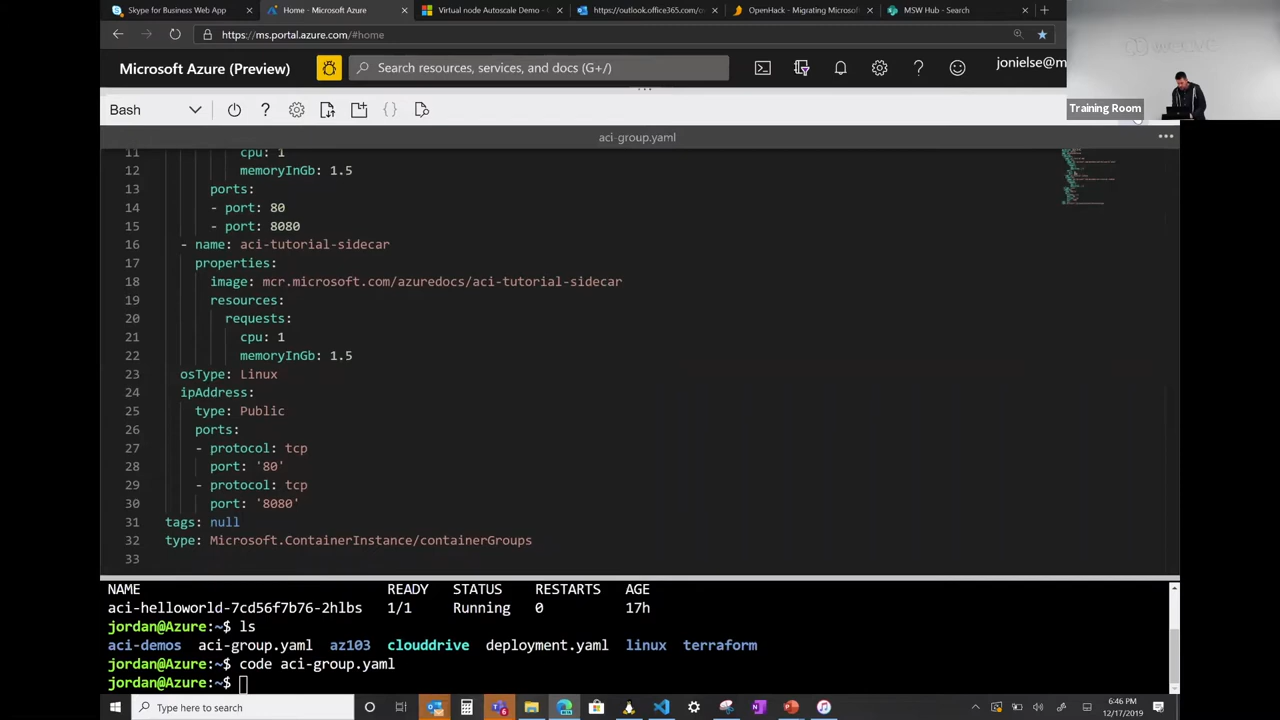 Skype for Business Web App
Home - Microsoft Azure
Virtual node Autoscale Demo -
https://outlook.office365.com/
OpenHack - Migrating Microsof
MSW Hub - Search
https://ms.portal.azure.com/#home
Microsoft Azure (Preview)
Search resources, services, and docs (G+/)
jonielse@m
Training Room
Bash
aci-group.yaml
11 cpu: 1
12 memoryInGb: 1.5
13 ports:
14 - port: 80
15 - port: 8080
16 - name: aci-tutorial-sidecar
17 properties:
18 image: mcr.microsoft.com/azuredocs/aci-tutorial-sidecar
19 resources:
20 requests:
21 cpu: 1
22 memoryInGb: 1.5
23 osType: Linux
24 ipAddress:
25 type: Public
26 ports:
27 - protocol: tcp
28 port: '80'
29 - protocol: tcp
30 port: '8080'
31 tags: null
32 type: Microsoft.ContainerInstance/containerGroups
33
NAME READY STATUS RESTARTS AGE
aci-helloworld-7cd56f7b76-2hlbs 1/1 Running 0 17h
jordan@Azure:~$ ls
aci-demos aci-group.yaml az103 clouddrive deployment.yaml linux terraform
jordan@Azure:~$ code aci-group.yaml
jordan@Azure:~$
Type here to search
6:46 PM
12/17/2019